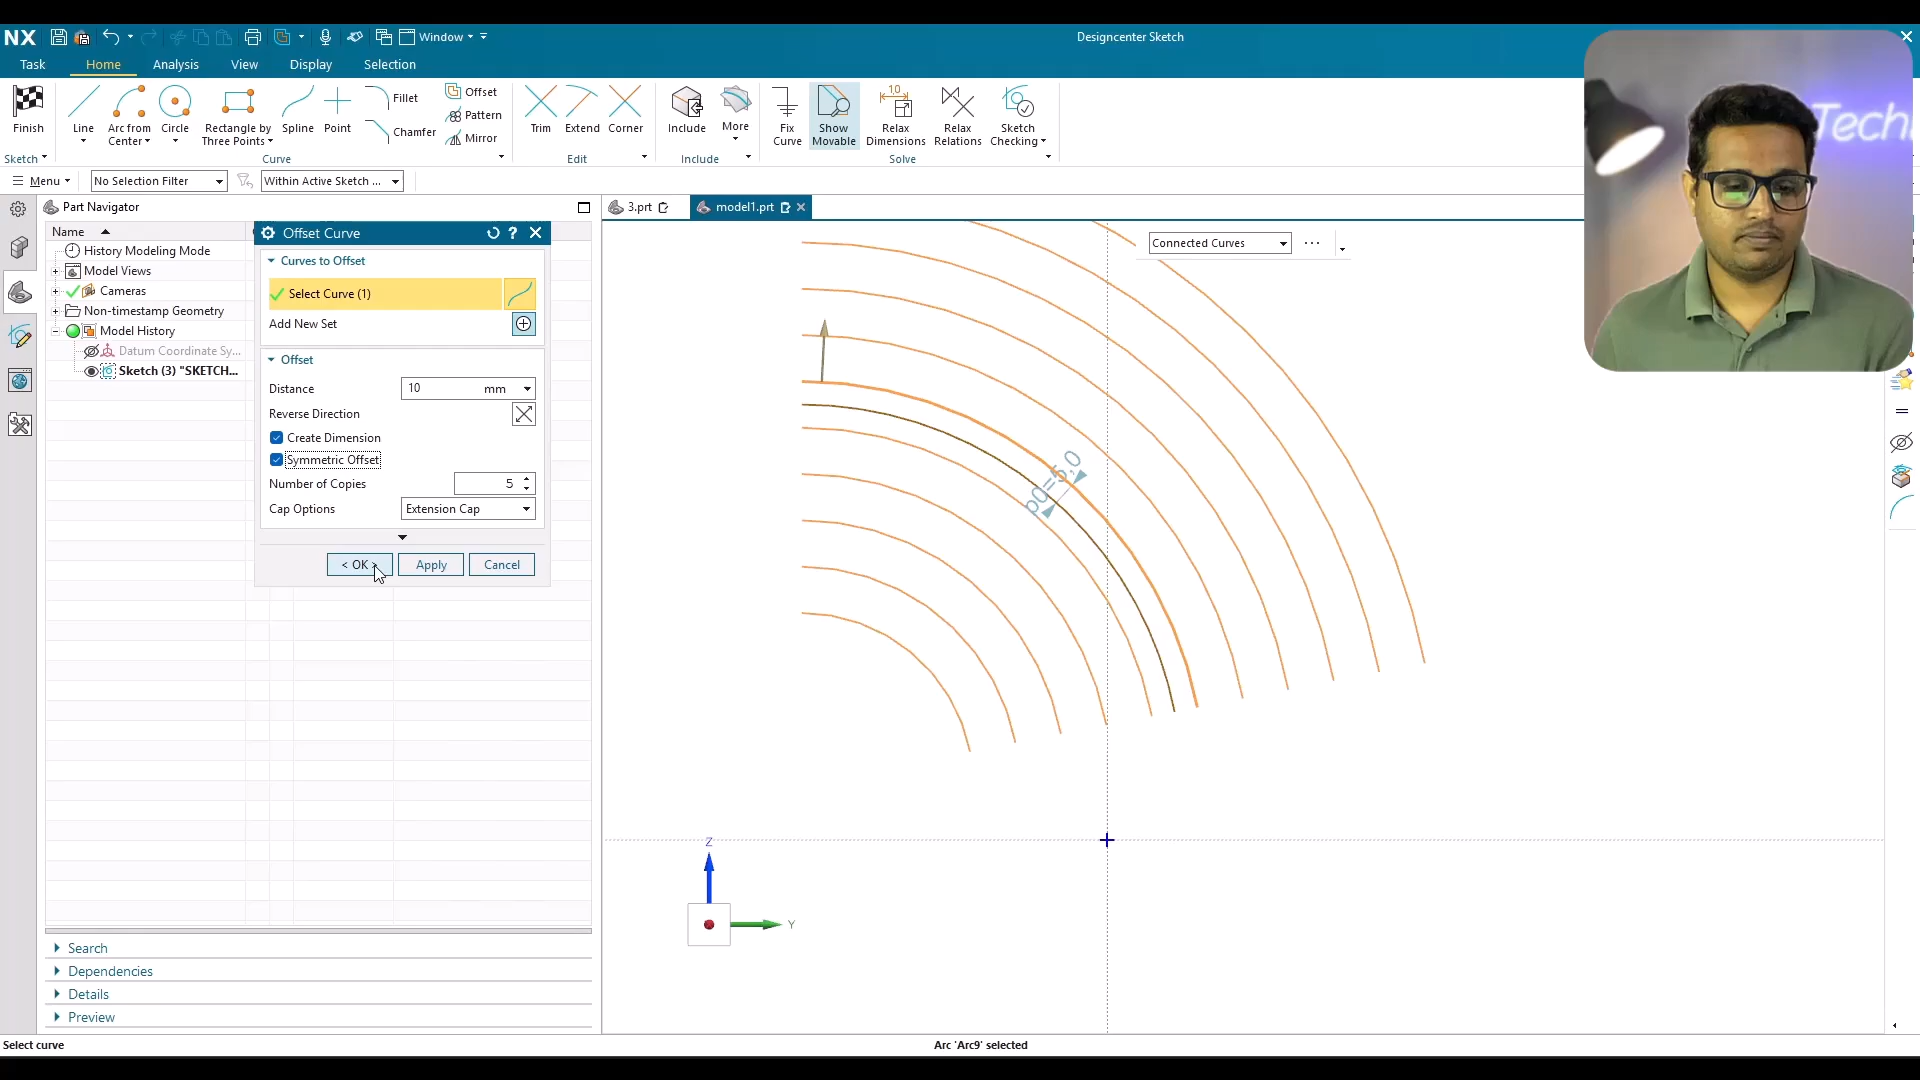 NX
Window
Designcenter Sketch
Task
Home
Analysis
View
Display
Selection
Finish
Line
Arc from
Center
Circle
Rectangle by
Three Points
Spline
Point
Fillet
Chamfer
Offset
Pattern
Mirror
Trim
Extend
Corner
Include
More
Fix
Curve
Show
Movable
1,0
Relax
Dimensions
Relax
Relations
Sketch
Checking
Sketch
Curve
Edit
Include
Solve
Menu
No Selection Filter
Within Active Sketch ...
Part Navigator
3.prt
model1.prt
Name
History Modeling Mode
Model Views
Cameras
Non-timestamp Geometry
Model History
Datum Coordinate Sy...
Sketch (3) "SKETCH...
Offset Curve
Curves to Offset
Select Curve (1)
Add New Set
Offset
Distance
10 mm
Reverse Direction
Create Dimension
Symmetric Offset
Number of Copies
5
Cap Options
Extension Cap
< OK >
Apply
Cancel
Connected Curves
p0=5,0
Z
Y
Search
Dependencies
Details
Preview
Select curve
Arc 'Arc9' selected